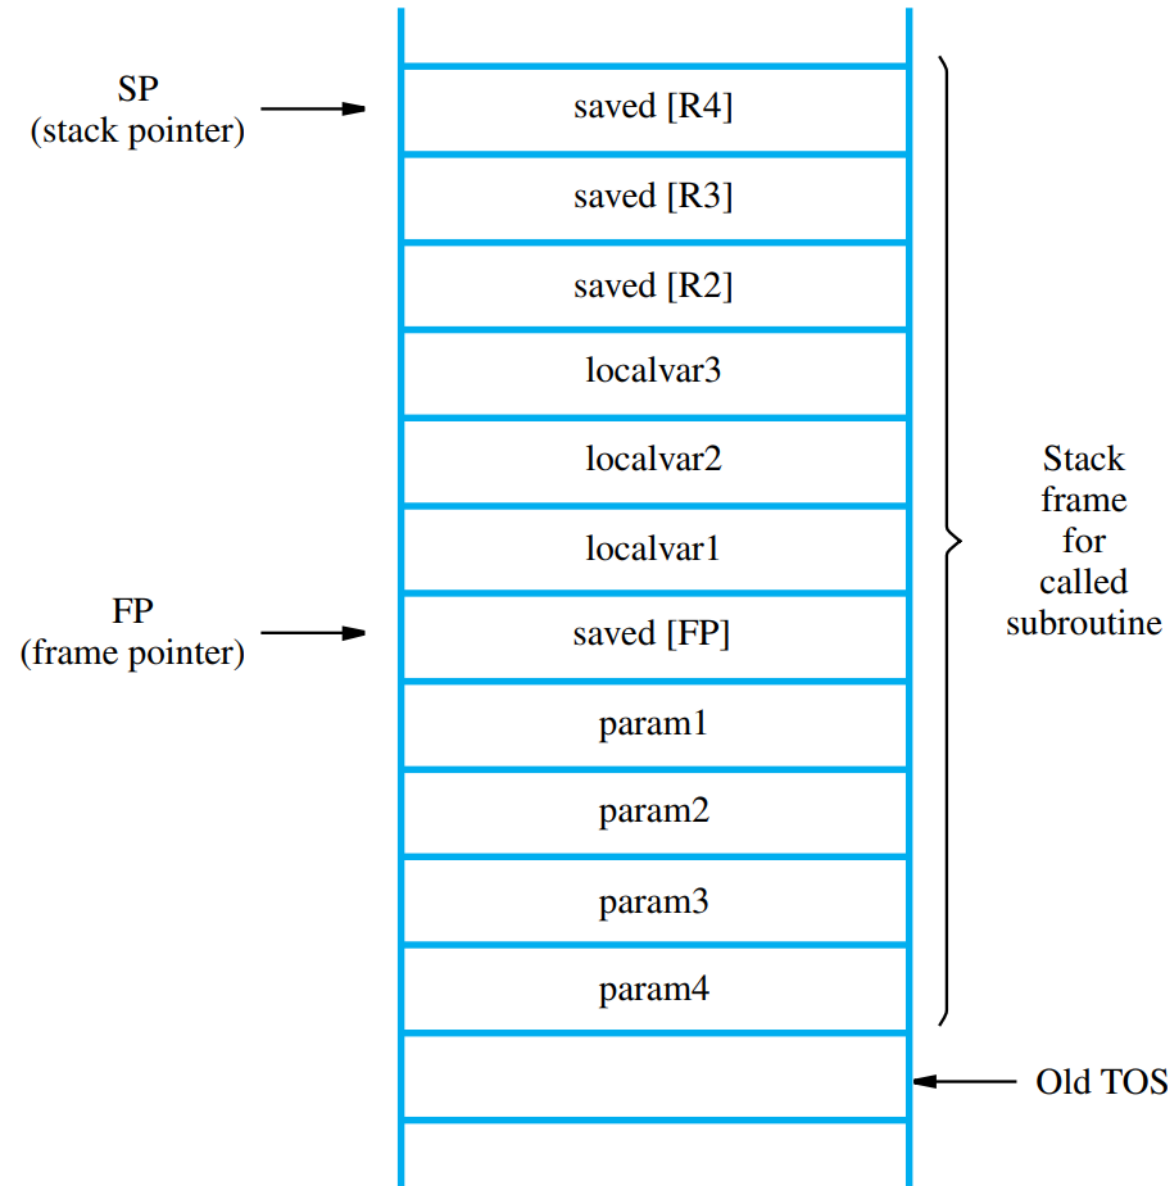 SP
(stack pointer)
saved [R4]
saved [R3]
saved [R2]
localvar3
localvar2
localvar1
FP
(frame pointer)
saved [FP]
param1
param2
param3
param4
Stack
frame
for
called
subroutine
Old TOS